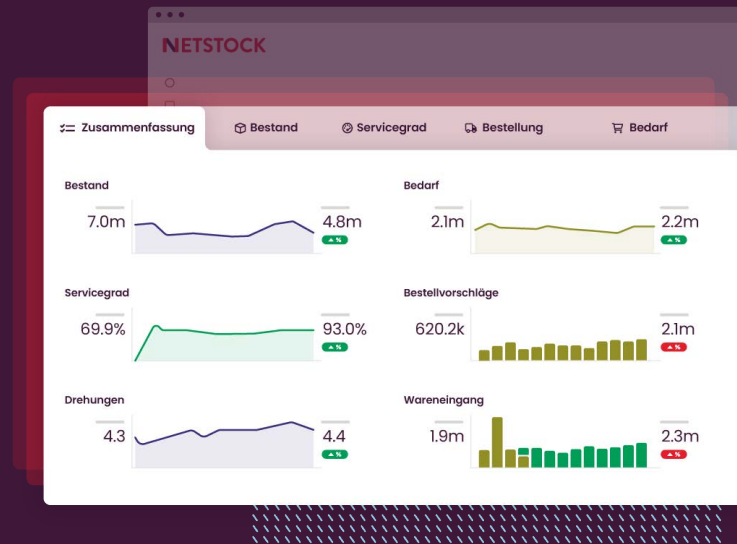 NETSTOCK
Zusammenfassung
Bestand
Servicegrad
Bestellung
Bedarf
Bestand
7.0m
4.8m
%
Bedarf
2.1m
2.2m
%
Servicegrad
69.9%
93.0%
%
Bestellvorschläge
620.2k
2.1m
%
Drehungen
4.3
4.4
%
Wareneingang
1.9m
2.3m
%